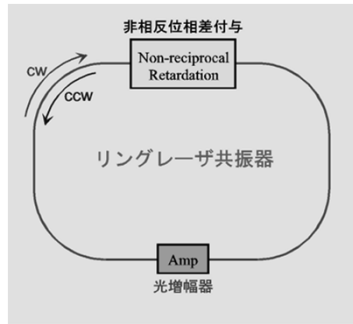 非相反位相差付与
Non-reciprocal
Retardation
CW
CCW
リングレーザ共振器
Amp
光増幅器